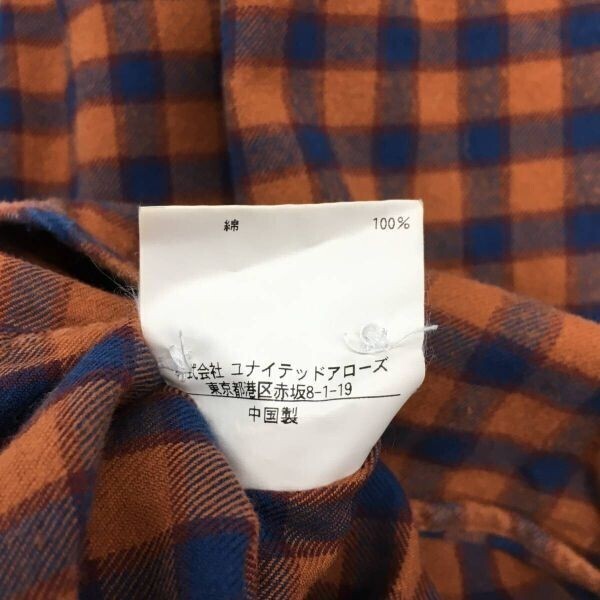 綿 100%
株式会社 ユナイテッドアローズ
東京都港区赤坂8-1-19
中国製